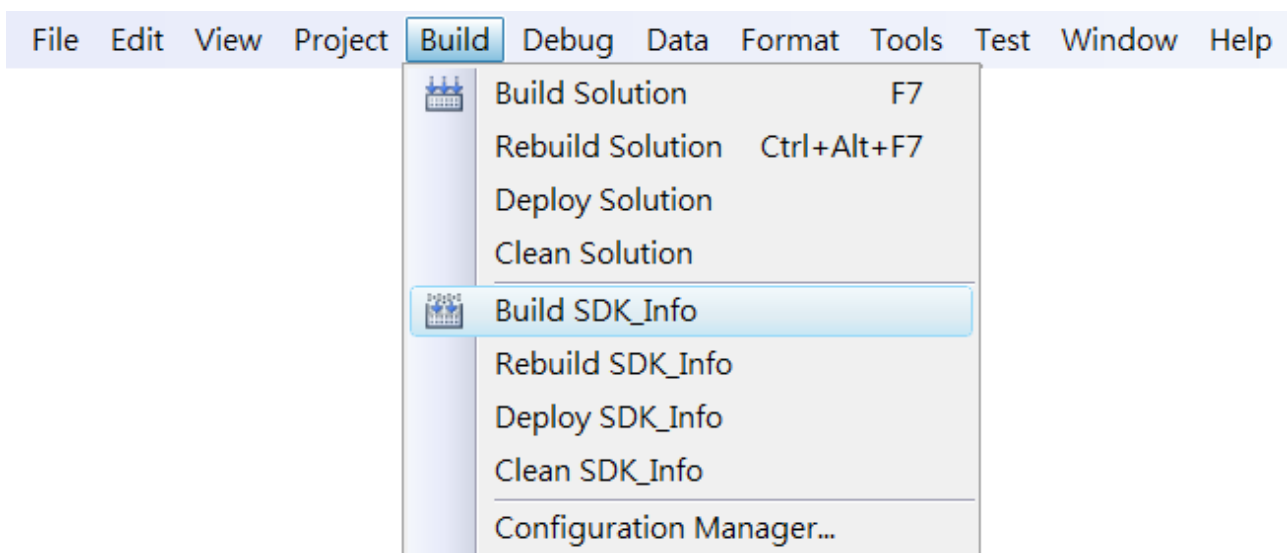 File Edit View Project Build Debug Data Format Tools Test Window Help
Build Solution F7
Rebuild Solution Ctrl+Alt+F7
Deploy Solution
Clean Solution
Build SDK_Info
Rebuild SDK_Info
Deploy SDK_Info
Clean SDK_Info
Configuration Manager...